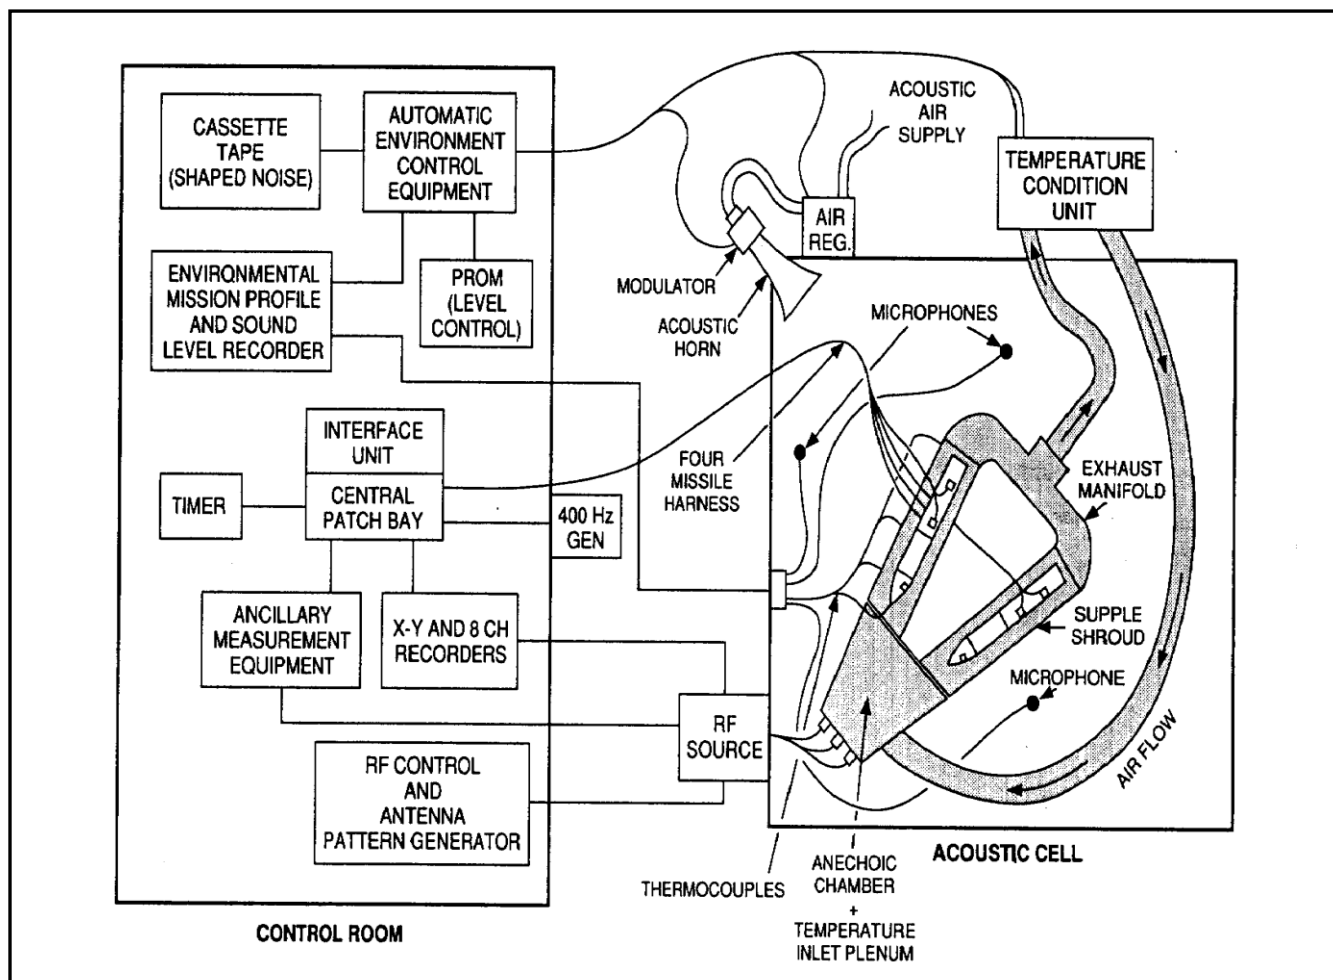 CASSETTE
TAPE
(SHAPED NOISE)
AUTOMATIC
ENVIRONMENT
CONTROL
EQUIPMENT
ENVIRONMENTAL
MISSION PROFILE
AND SOUND
LEVEL RECORDER
PROM
(LEVEL
CONTROL)
INTERFACE
UNIT
TIMER
CENTRAL
PATCH BAY
400 Hz
GEN
ANCILLARY
MEASUREMENT
EQUIPMENT
X-Y AND 8 CH
RECORDERS
RF
SOURCE
RF CONTROL
AND
ANTENNA
PATTERN GENERATOR
CONTROL ROOM
ACOUSTIC
AIR
SUPPLY
TEMPERATURE
CONDITION
UNIT
AIR
REG.
MODULATOR
ACOUSTIC
HORN
MICROPHONES
FOUR
MISSILE
HARNESS
EXHAUST
MANIFOLD
SUPPLE
SHROUD
MICROPHONE
AIR FLOW
ACOUSTIC CELL
THERMOCOUPLES
ANECHOIC
CHAMBER
+
TEMPERATURE
INLET PLENUM